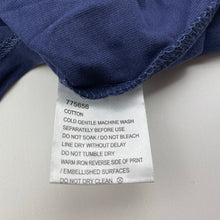 775656
COTTON
COLD GENTLE MACHINE WASH
SEPARATELY BEFORE USE
DO NOT SOAK / DO NOT BLEACH
LINE DRY WITHOUT DELAY
DO NOT TUMBLE DRY
WARM IRON REVERSE SIDE OF PRINT
/ EMBELLISHED SURFACES
DO NOT DRY CLEAN